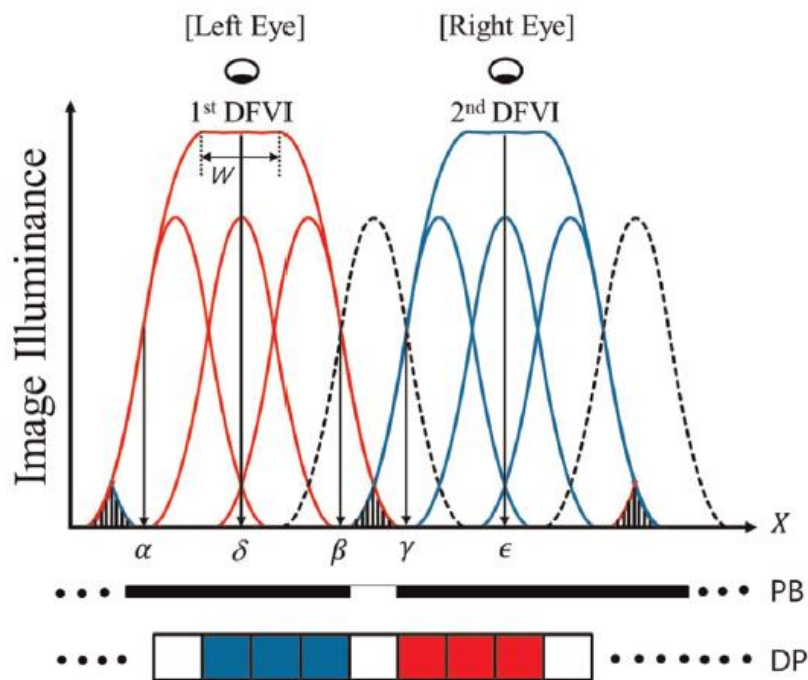 [Left Eye] [Right Eye]
1st DFVI 2nd DFVI
W
Image Illuminance
X
α δ β γ ϵ
PB
DP